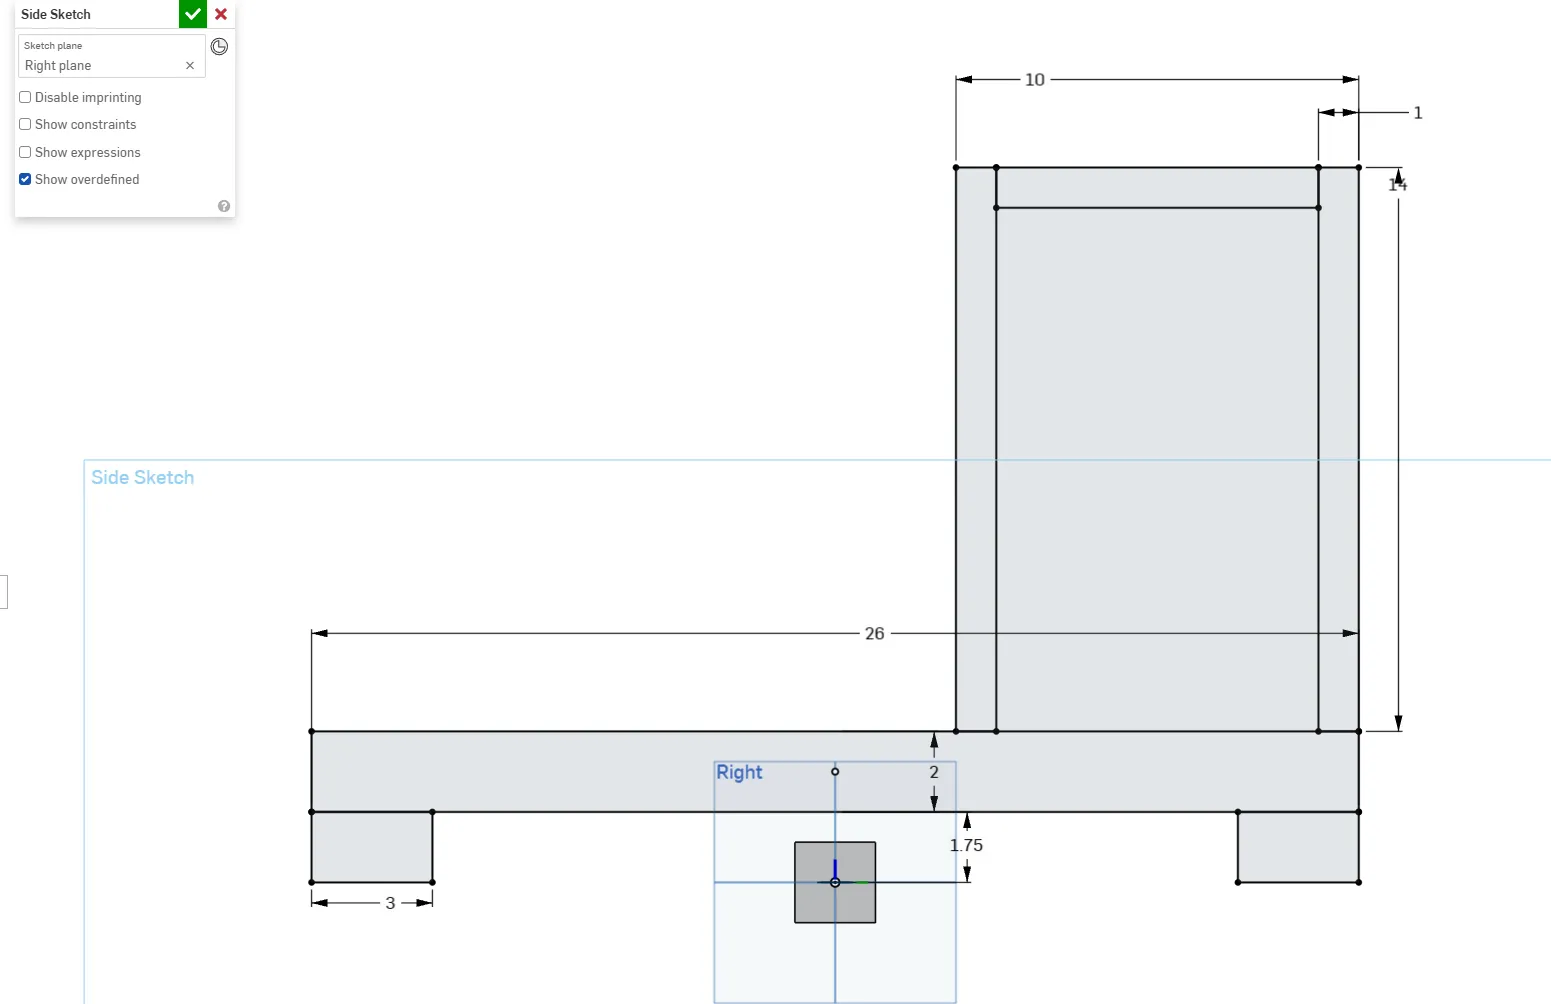 Side Sketch
Sketch plane
Right plane
Disable imprinting
Show constraints
Show expressions
Show overdefined
10
1
14
Side Sketch
26
Right
2
1.75
3